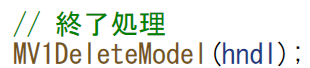 // 終了処理
MV1DeleteModel(hndl);